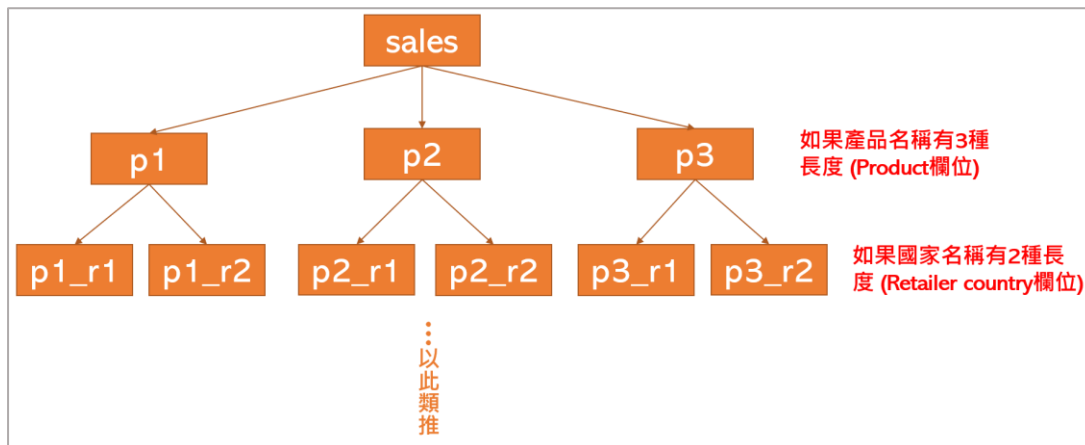 sales
p1
p2
p3
如果產品名稱有3種
長度 (Product欄位)
p1_r1
p1_r2
p2_r1
p2_r2
p3_r1
p3_r2
如果國家名稱有2種長
度 (Retailer country欄位)
…以此類推